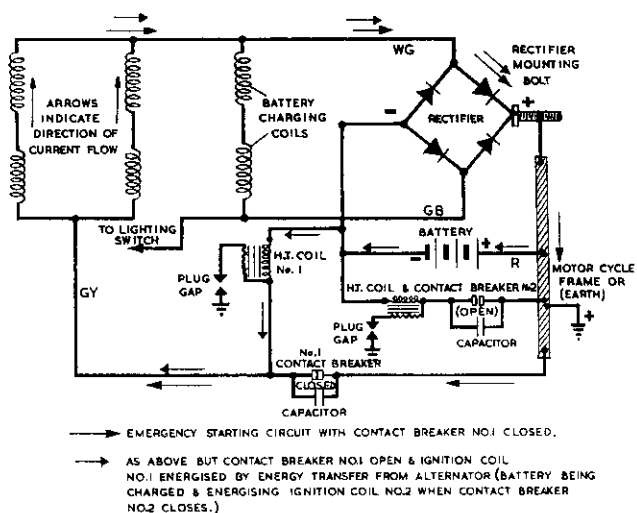 WG
RECTIFIER
MOUNTING
BOLT
ARROWS
INDICATE
DIRECTION OF
CURRENT FLOW
BATTERY
CHARGING
COILS
-
RECTIFIER
+
GB
TO LIGHTING
SWITCH
GY
BATTERY
-
+
R
H.T. COIL
No. 1
PLUG
GAP
MOTOR CYCLE
FRAME OR
(EARTH)
+
H.T. COIL & CONTACT BREAKER No2
(OPEN)
PLUG
GAP
CAPACITOR
No.1
CONTACT BREAKER
CLOSED
CAPACITOR
EMERGENCY STARTING CIRCUIT WITH CONTACT BREAKER NO.1 CLOSED.
AS ABOVE BUT CONTACT BREAKER NO.1 OPEN & IGNITION COIL
NO.1 ENERGISED BY ENERGY TRANSFER FROM ALTERNATOR (BATTERY BEING
CHARGED & ENERGISING IGNITION COIL NO.2 WHEN CONTACT BREAKER
NO.2 CLOSES.)